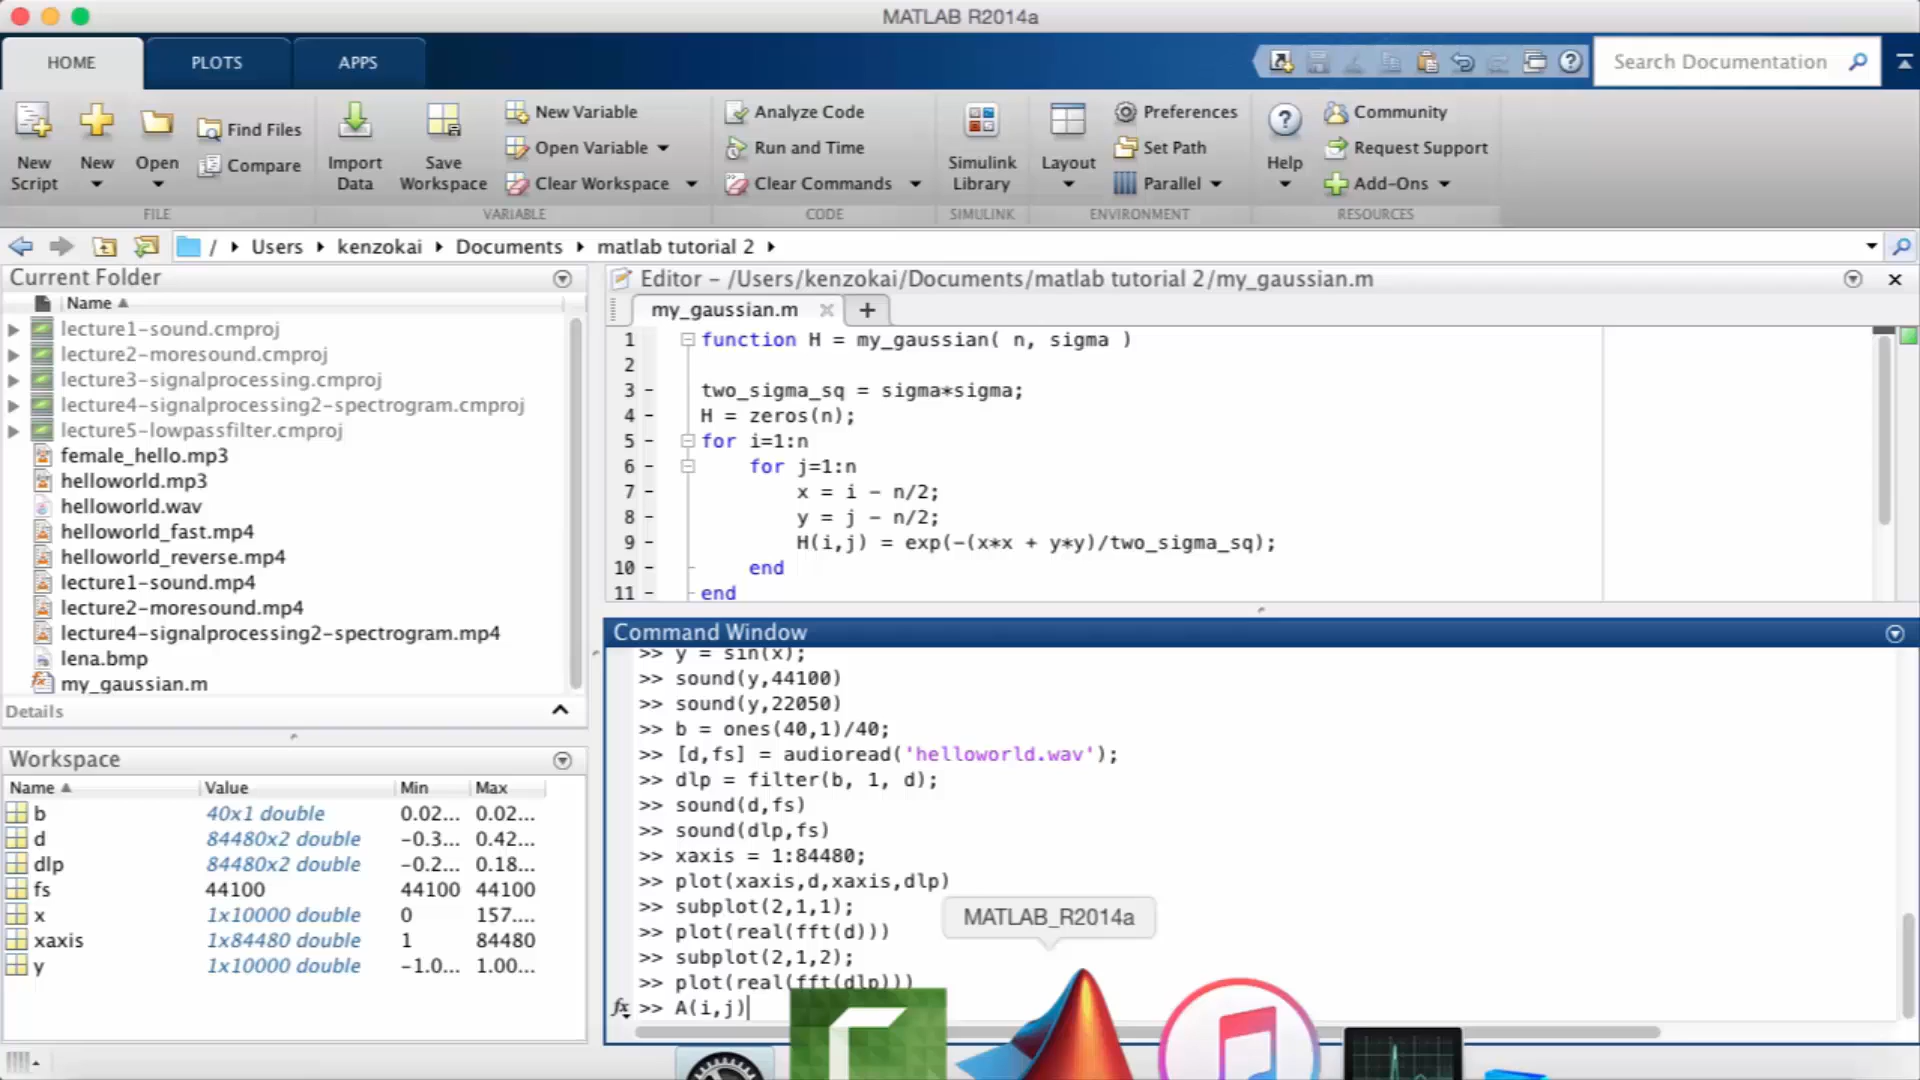 MATLAB R2014a
HOME PLOTS APPS
Search Documentation
New Script
New
Open
Find Files
Compare
FILE
Import Data
Save Workspace
New Variable
Open Variable
Clear Workspace
VARIABLE
Analyze Code
Run and Time
Clear Commands
CODE
Simulink Library
SIMULINK
Layout
Preferences
Set Path
Parallel
ENVIRONMENT
Help
Community
Request Support
Add-Ons
RESOURCES
/ Users kenzokai Documents matlab tutorial 2
Current Folder
Name
lecture1-sound.cmproj
lecture2-moresound.cmproj
lecture3-signalprocessing.cmproj
lecture4-signalprocessing2-spectrogram.cmproj
lecture5-lowpassfilter.cmproj
female_hello.mp3
helloworld.mp3
helloworld.wav
helloworld_fast.mp4
helloworld_reverse.mp4
lecture1-sound.mp4
lecture2-moresound.mp4
lecture4-signalprocessing2-spectrogram.mp4
lena.bmp
my_gaussian.m
Details
Workspace
Name Value Min Max
b 40x1 double 0.02... 0.02...
d 84480x2 double -0.3... 0.42...
dlp 84480x2 double -0.2... 0.18...
fs 44100 44100 44100
x 1x10000 double 0 157....
xaxis 1x84480 double 1 84480
y 1x10000 double -1.0... 1.00...
Editor - /Users/kenzokai/Documents/matlab tutorial 2/my_gaussian.m
my_gaussian.m
1 function H = my_gaussian( n, sigma )
2
3 - two_sigma_sq = sigma*sigma;
4 - H = zeros(n);
5 - for i=1:n
6 - for j=1:n
7 - x = i - n/2;
8 - y = j - n/2;
9 - H(i,j) = exp(-(x*x + y*y)/two_sigma_sq);
10 - end
11 - end
Command Window
>> y = sin(x);
>> sound(y,44100)
>> sound(y,22050)
>> b = ones(40,1)/40;
>> [d,fs] = audioread('helloworld.wav');
>> dlp = filter(b, 1, d);
>> sound(d,fs)
>> sound(dlp,fs)
>> xaxis = 1:84480;
>> plot(xaxis,d,xaxis,dlp)
>> subplot(2,1,1);
>> plot(real(fft(d)))
>> subplot(2,1,2);
>> plot(real(fft(dlp)))
fx >> A(i,j)
MATLAB_R2014a